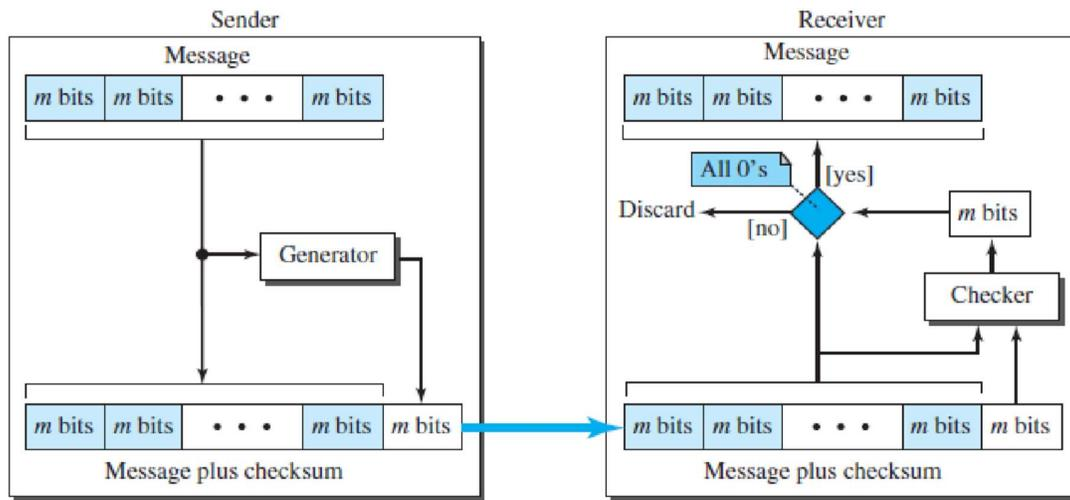 Sender
Message
m bits m bits • • • m bits
Generator
m bits m bits • • • m bits m bits
Message plus checksum
Receiver
Message
m bits m bits • • • m bits
All 0’s
[yes]
Discard
[no]
m bits
Checker
m bits m bits • • • m bits m bits
Message plus checksum